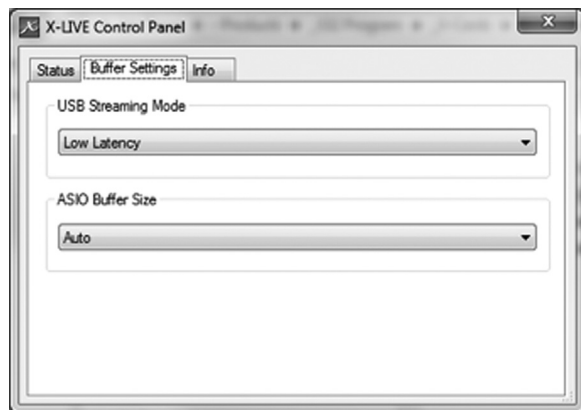 X-LIVE Control Panel
Status Buffer Settings Info
USB Streaming Mode
Low Latency
ASIO Buffer Size
Auto